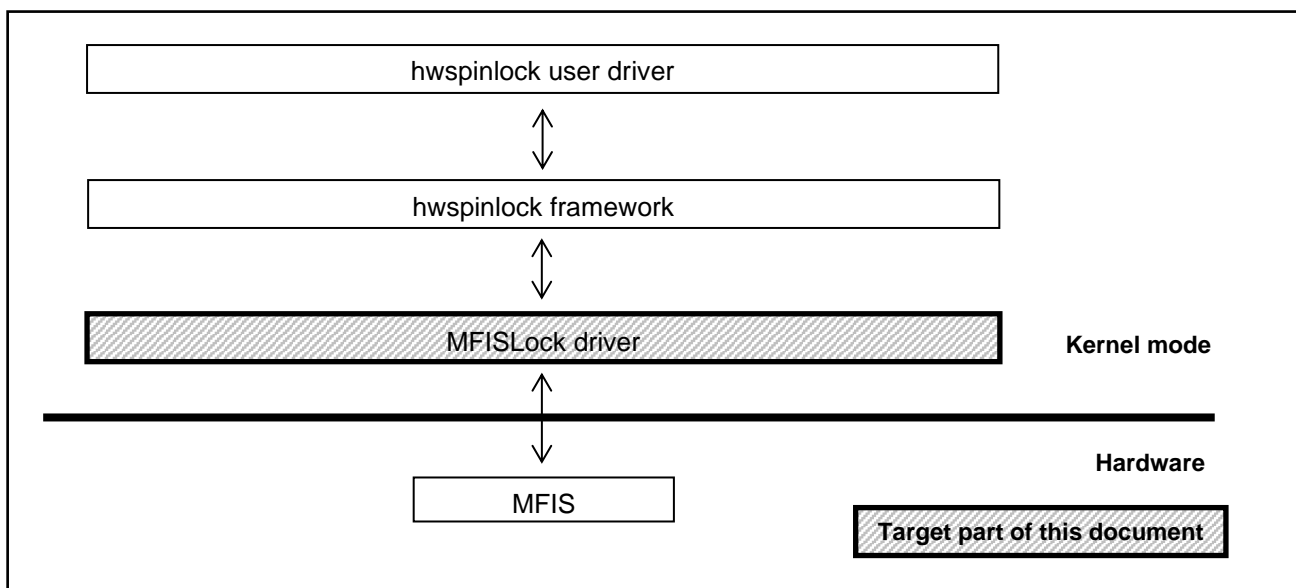 hwspinlock user driver
hwspinlock framework
MFISLock driver
Kernel mode
Hardware
MFIS
Target part of this document